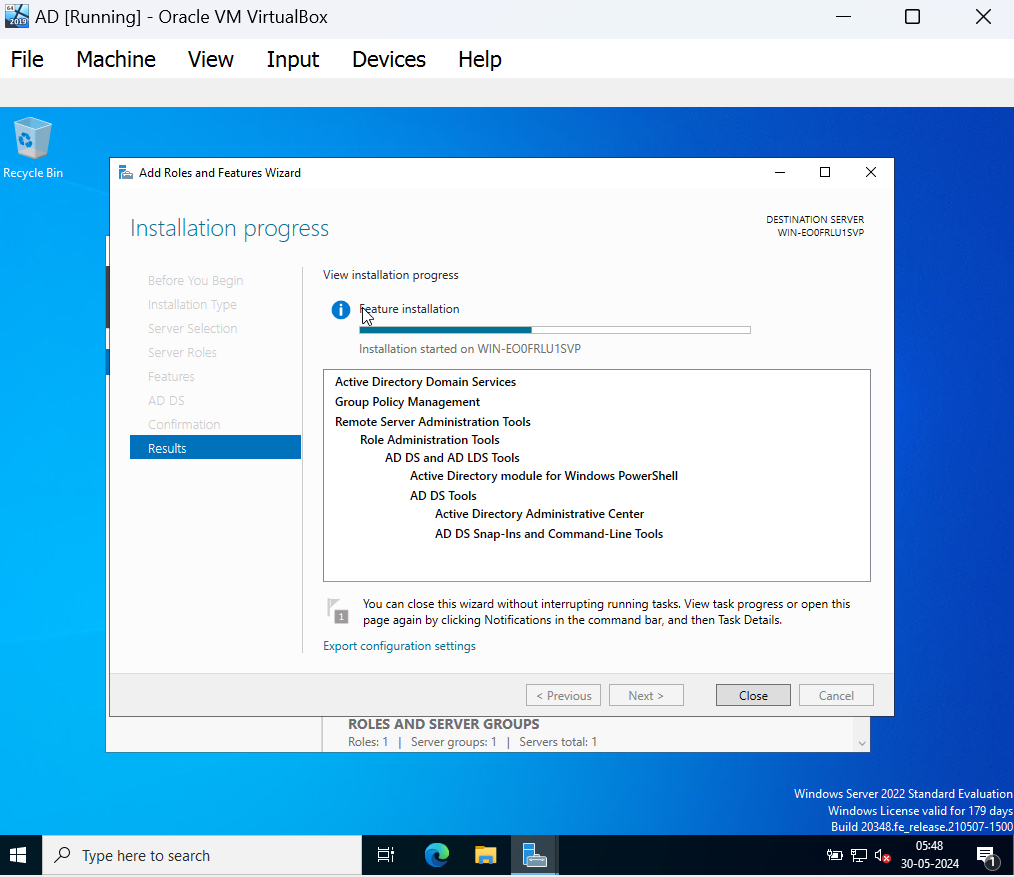 AD [Running] - Oracle VM VirtualBox
File Machine View Input Devices Help
Recycle Bin
Add Roles and Features Wizard
Installation progress
DESTINATION SERVER
WIN-EO0FRLU1SVP
Before You Begin
Installation Type
Server Selection
Server Roles
Features
AD DS
Confirmation
Results
View installation progress
Feature installation
Installation started on WIN-EO0FRLU1SVP
Active Directory Domain Services
Group Policy Management
Remote Server Administration Tools
Role Administration Tools
AD DS and AD LDS Tools
Active Directory module for Windows PowerShell
AD DS Tools
Active Directory Administrative Center
AD DS Snap-Ins and Command-Line Tools
1
You can close this wizard without interrupting running tasks. View task progress or open this
page again by clicking Notifications in the command bar, and then Task Details.
Export configuration settings
< Previous Next > Close Cancel
ROLES AND SERVER GROUPS
Roles: 1 | Server groups: 1 | Servers total: 1
Windows Server 2022 Standard Evaluation
Windows License valid for 179 days
Build 20348.fe_release.210507-1500
Type here to search
05:48
30-05-2024
1